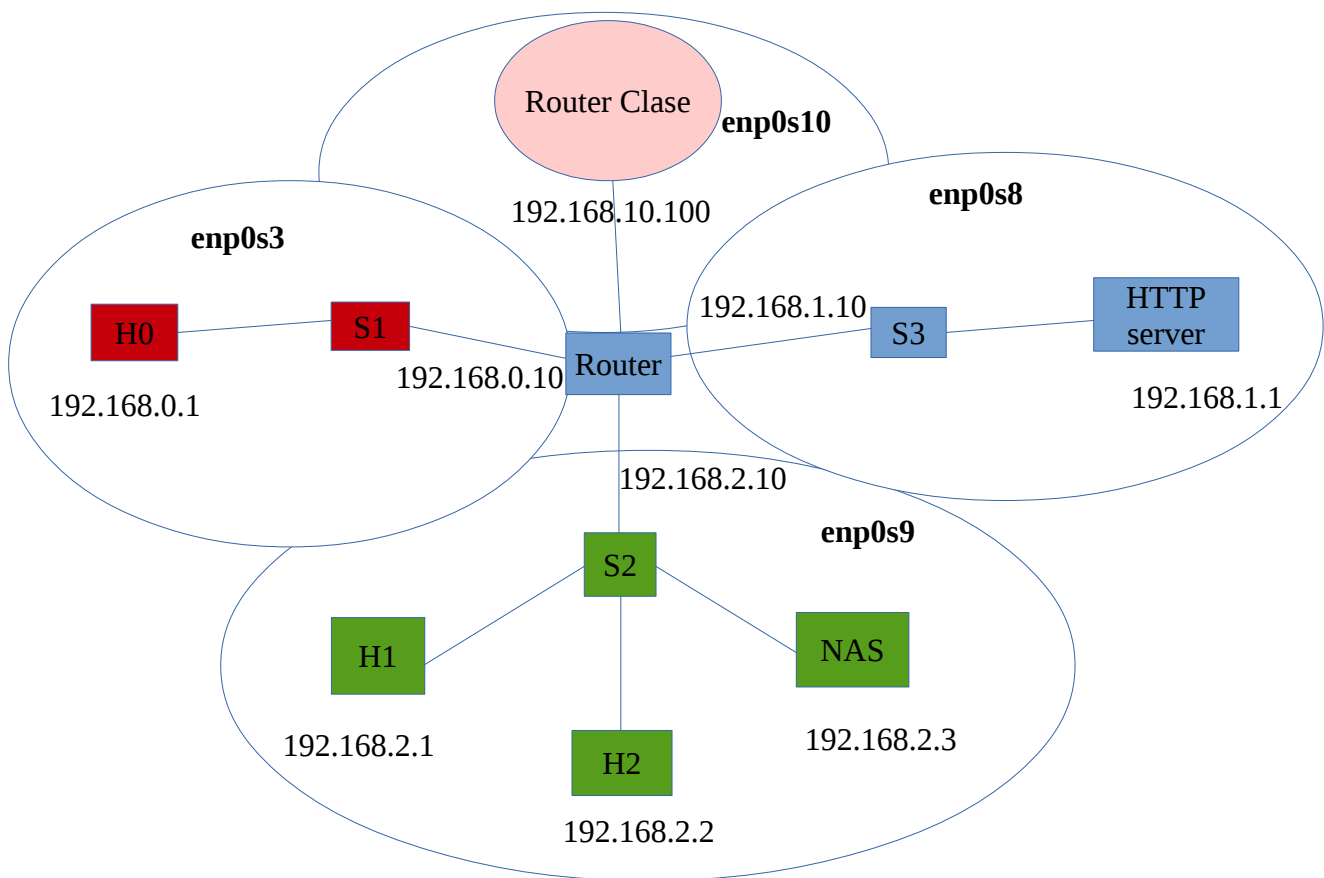 Router Clase
enp0s10
192.168.10.100
enp0s8
enp0s3
H0
S1
192.168.0.1
192.168.0.10
Router
192.168.1.10
S3
HTTP
server
192.168.1.1
192.168.2.10
enp0s9
S2
H1
NAS
192.168.2.1
192.168.2.3
H2
192.168.2.2